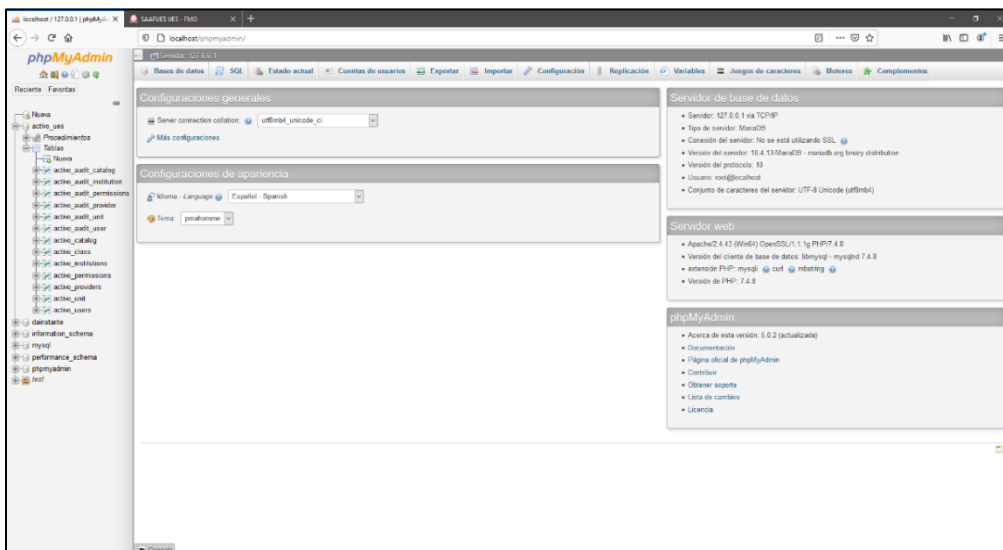 localhost / 127.0.0.1 | phpMyAd
SAAFUES UES - FMO
localhost/phpmyadmin/
phpMyAdmin
Reciente Favoritas
Nueva
activo_ues
Procedimientos
Tablas
Nueva
activo_audit_catalog
activo_audit_institution
activo_audit_permissions
activo_audit_provider
activo_audit_unit
activo_audit_user
activo_catalog
activo_class
activo_institutions
activo_permissions
activo_providers
activo_unit
activo_users
dainstante
information_schema
mysql
performance_schema
phpmyadmin
test
Servidor: 127.0.0.1
Bases de datos SQL Estado actual Cuentas de usuarios Exportar Importar Configuración Replicación Variables Juegos de caracteres Motores Complementos
Configuraciones generales
Server connection collation: utf8mb4_unicode_ci
Más configuraciones
Configuraciones de apariencia
Idioma - Language Español - Spanish
Tema: pmahomme
Servidor de base de datos
Servidor: 127.0.0.1 via TCP/IP
Tipo de servidor: MariaDB
Conexión del servidor: No se está utilizando SSL
Versión del servidor: 10.4.13-MariaDB - mariadb.org binary distribution
Versión del protocolo: 10
Usuario: root@localhost
Conjunto de caracteres del servidor: UTF-8 Unicode (utf8mb4)
Servidor web
Apache/2.4.43 (Win64) OpenSSL/1.1.1g PHP/7.4.8
Versión del cliente de base de datos: libmysql - mysqlnd 7.4.8
extensión PHP: mysqli curl mbstring
Versión de PHP: 7.4.8
phpMyAdmin
Acerca de esta versión: 5.0.2 (actualizada)
Documentación
Página oficial de phpMyAdmin
Contribuir
Obtener soporte
Lista de cambios
Licencia
Consola